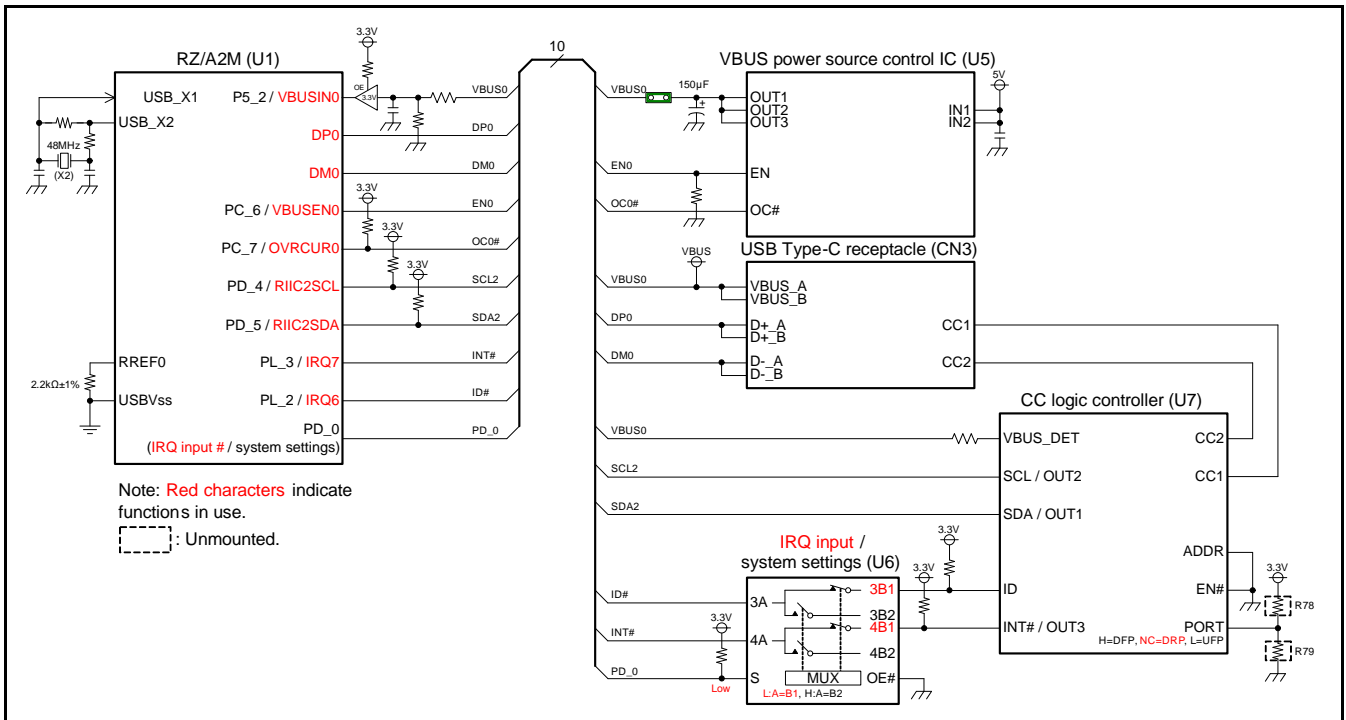 10
3.3V
RZ/A2M (U1)
USB_X1
USB_X2
48MHz
(X2)
P5_2 / VBUSIN0
OE
3.3V
VBUS0
DP0
DP0
DM0
DM0
3.3V
PC_6 / VBUSEN0
EN0
3.3V
PC_7 / OVRCUR0
OC0#
3.3V
PD_4 / RIIC2SCL
SCL2
PD_5 / RIIC2SDA
SDA2
RREF0
2.2kΩ±1%
USBVss
PL_3 / IRQ7
INT#
PL_2 / IRQ6
ID#
PD_0
PD_0
(IRQ input # / system settings)
Note: Red characters indicate
functions in use.
: Unmounted.
VBUS power source control IC (U5)
VBUS0
150μF
OUT1
OUT2
OUT3
5V
IN1
IN2
EN0
EN
OC0#
OC#
USB Type-C receptacle (CN3)
VBUS
VBUS0
VBUS_A
VBUS_B
DP0
D+_A
D+_B
CC1
DM0
D-_A
D-_B
CC2
CC logic controller (U7)
VBUS0
VBUS_DET
CC2
SCL2
SCL / OUT2
CC1
SDA2
SDA / OUT1
ADDR
EN#
ID
INT# / OUT3
PORT
H=DFP, NC=DRP, L=UFP
3.3V
R78
R79
IRQ input /
system settings (U6)
3.3V
3.3V
ID#
3A
3B1
3B2
INT#
4A
4B1
4B2
3.3V
PD_0
Low
S
MUX
OE#
L:A=B1, H:A=B2